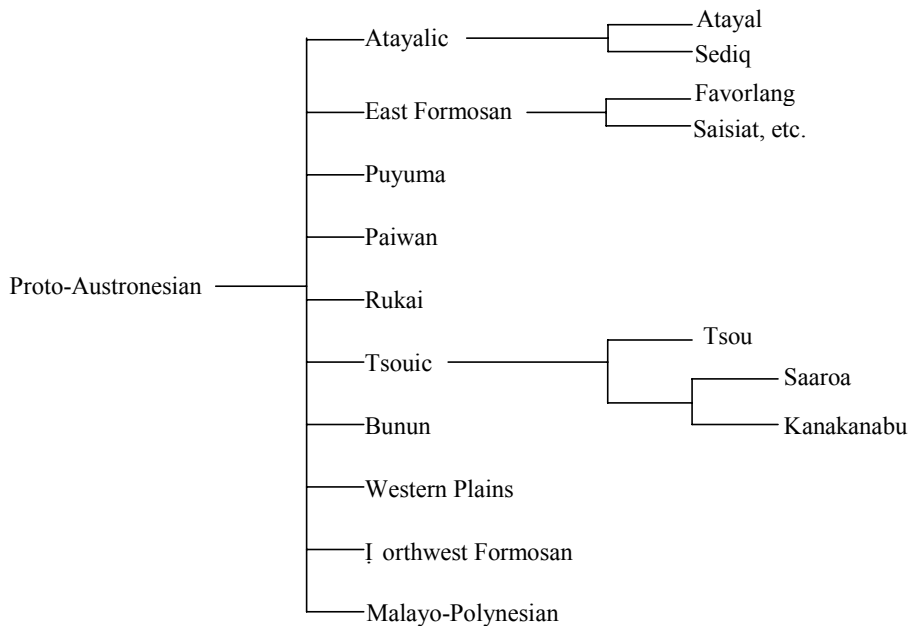 Atayal
Atayalic
Sediq
Favorlang
East Formosan
Saisiat, etc.
Puyuma
Paiwan
Proto-Austronesian
Rukai
Tsou
Tsouic
Saaroa
Bunun
Kanakanabu
Western Plains
Ị orthwest Formosan
Malayo-Polynesian